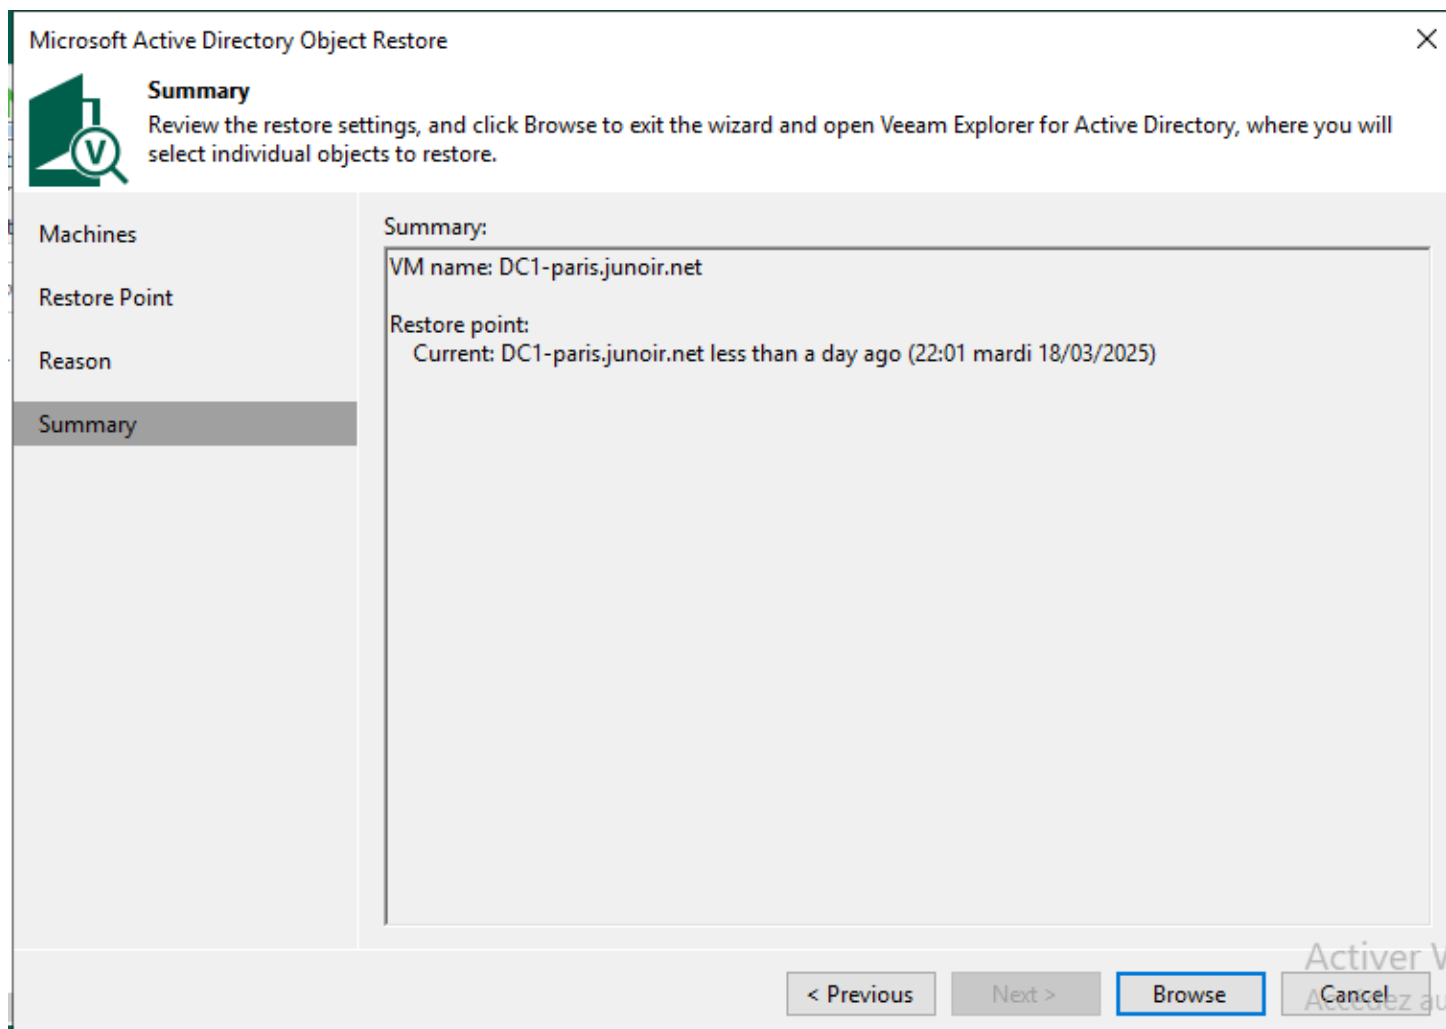 Microsoft Active Directory Object Restore
Summary
Review the restore settings, and click Browse to exit the wizard and open Veeam Explorer for Active Directory, where you will
select individual objects to restore.
Machines
Restore Point
Reason
Summary
Summary:
VM name: DC1-paris.junoir.net
Restore point:
Current: DC1-paris.junoir.net less than a day ago (22:01 mardi 18/03/2025)
Activer
< Previous
Next >
Browse
Cancel